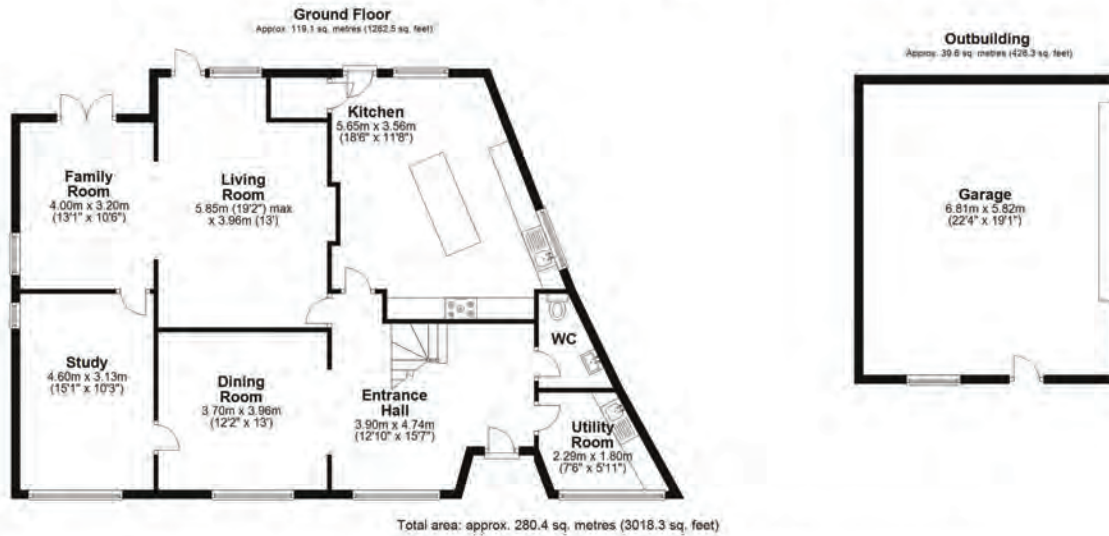 Ground Floor
Approx. 119.1 sq. metres (1282.5 sq. feet)
Outbuilding
Approx. 39.6 sq. metres (426.3 sq. feet)
Kitchen
5.65m x 3.56m
(18'6" x 11'8")
Family
Room
4.00m x 3.20m
(13'1" x 10'6")
Living
Room
5.85m (19'2") max
x 3.96m (13')
Garage
6.81m x 5.82m
(22'4" x 19'1")
Study
4.60m x 3.13m
(15'1" x 10'3")
Dining
Room
3.70m x 3.96m
(12'2" x 13')
Entrance
Hall
3.90m x 4.74m
(12'10" x 15'7")
WC
Utility
Room
2.29m x 1.80m
(7'6" x 5'11")
Total area: approx. 280.4 sq. metres (3018.3 sq. feet)